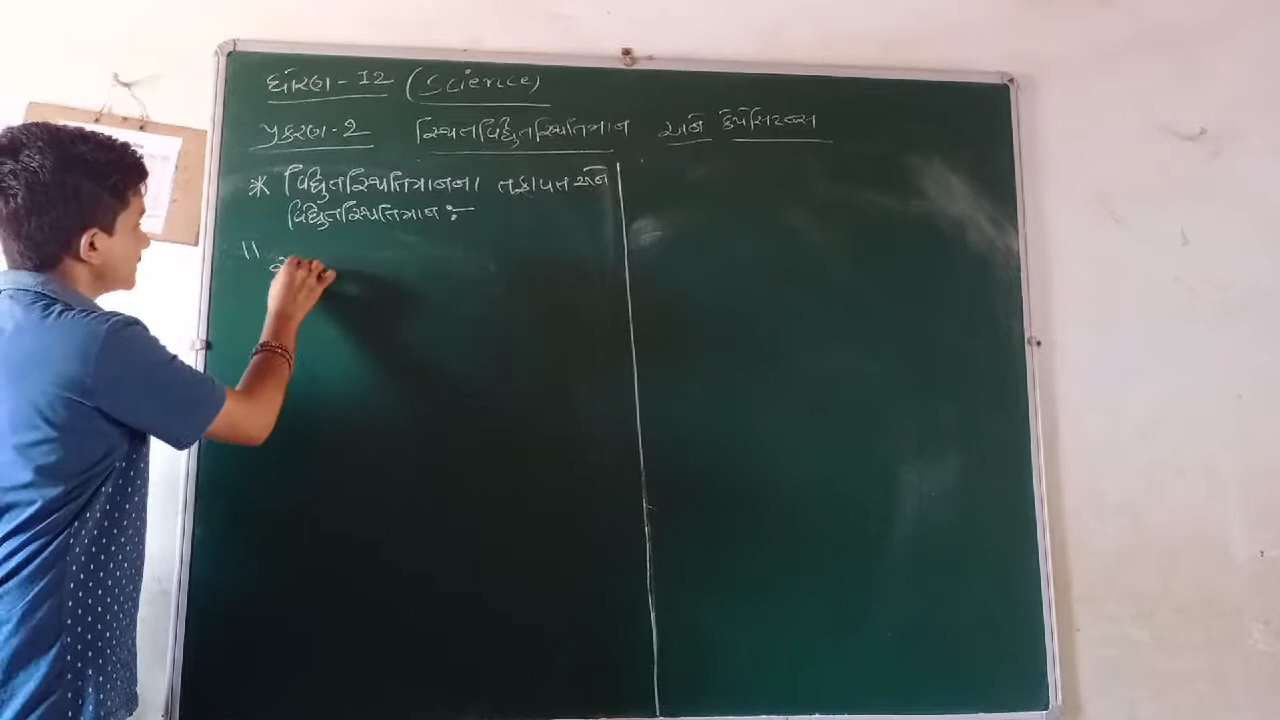 ધોરણ - 12 (Science)
પ્રકરણ - 2 સ્થિતવિદ્યુતસ્થિતિમાન અને કેપેસિટન્સ
* વિદ્યુતસ્થિતિમાનના તફાવત અને
વિદ્યુતસ્થિતિમાન :-
"